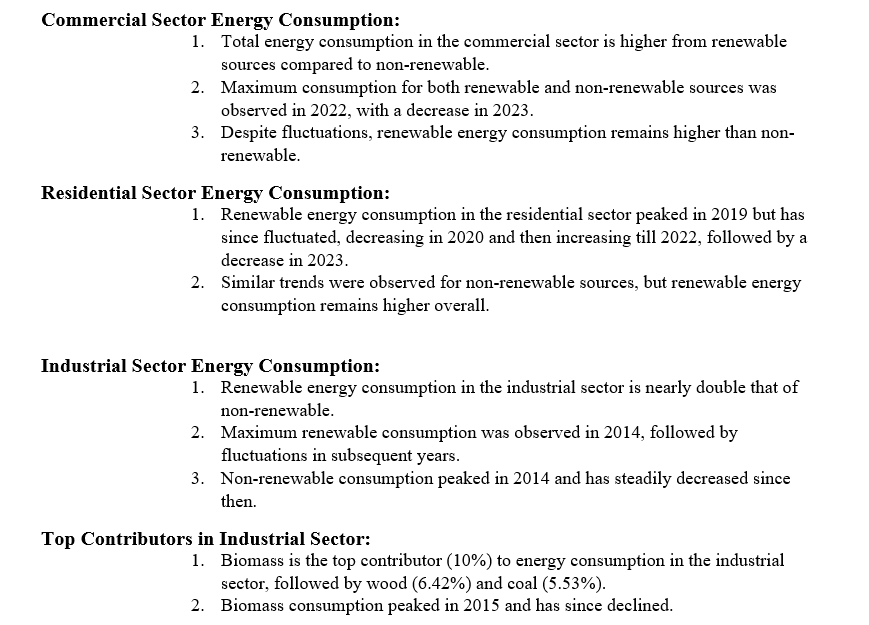 Commercial Sector Energy Consumption:
1. Total energy consumption in the commercial sector is higher from renewable
sources compared to non-renewable.
2. Maximum consumption for both renewable and non-renewable sources was
observed in 2022, with a decrease in 2023.
3. Despite fluctuations, renewable energy consumption remains higher than non-
renewable.
Residential Sector Energy Consumption:
1. Renewable energy consumption in the residential sector peaked in 2019 but has
since fluctuated, decreasing in 2020 and then increasing till 2022, followed by a
decrease in 2023.
2. Similar trends were observed for non-renewable sources, but renewable energy
consumption remains higher overall.
Industrial Sector Energy Consumption:
1. Renewable energy consumption in the industrial sector is nearly double that of
non-renewable.
2. Maximum renewable consumption was observed in 2014, followed by
fluctuations in subsequent years.
3. Non-renewable consumption peaked in 2014 and has steadily decreased since
then.
Top Contributors in Industrial Sector:
1. Biomass is the top contributor (10%) to energy consumption in the industrial
sector, followed by wood (6.42%) and coal (5.53%).
2. Biomass consumption peaked in 2015 and has since declined.